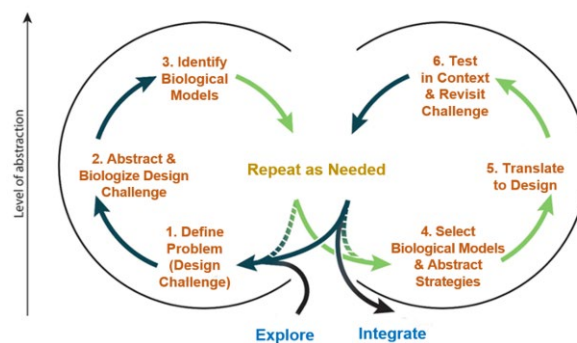 Level of abstraction
3. Identify
Biological
Models
6. Test
in Context
& Revisit
Challenge
2. Abstract &
Biologize Design
Challenge
Repeat as Needed
5. Translate
to Design
1. Define
Problem
(Design
Challenge)
4. Select
Biological Models
& Abstract
Strategies
Explore
Integrate